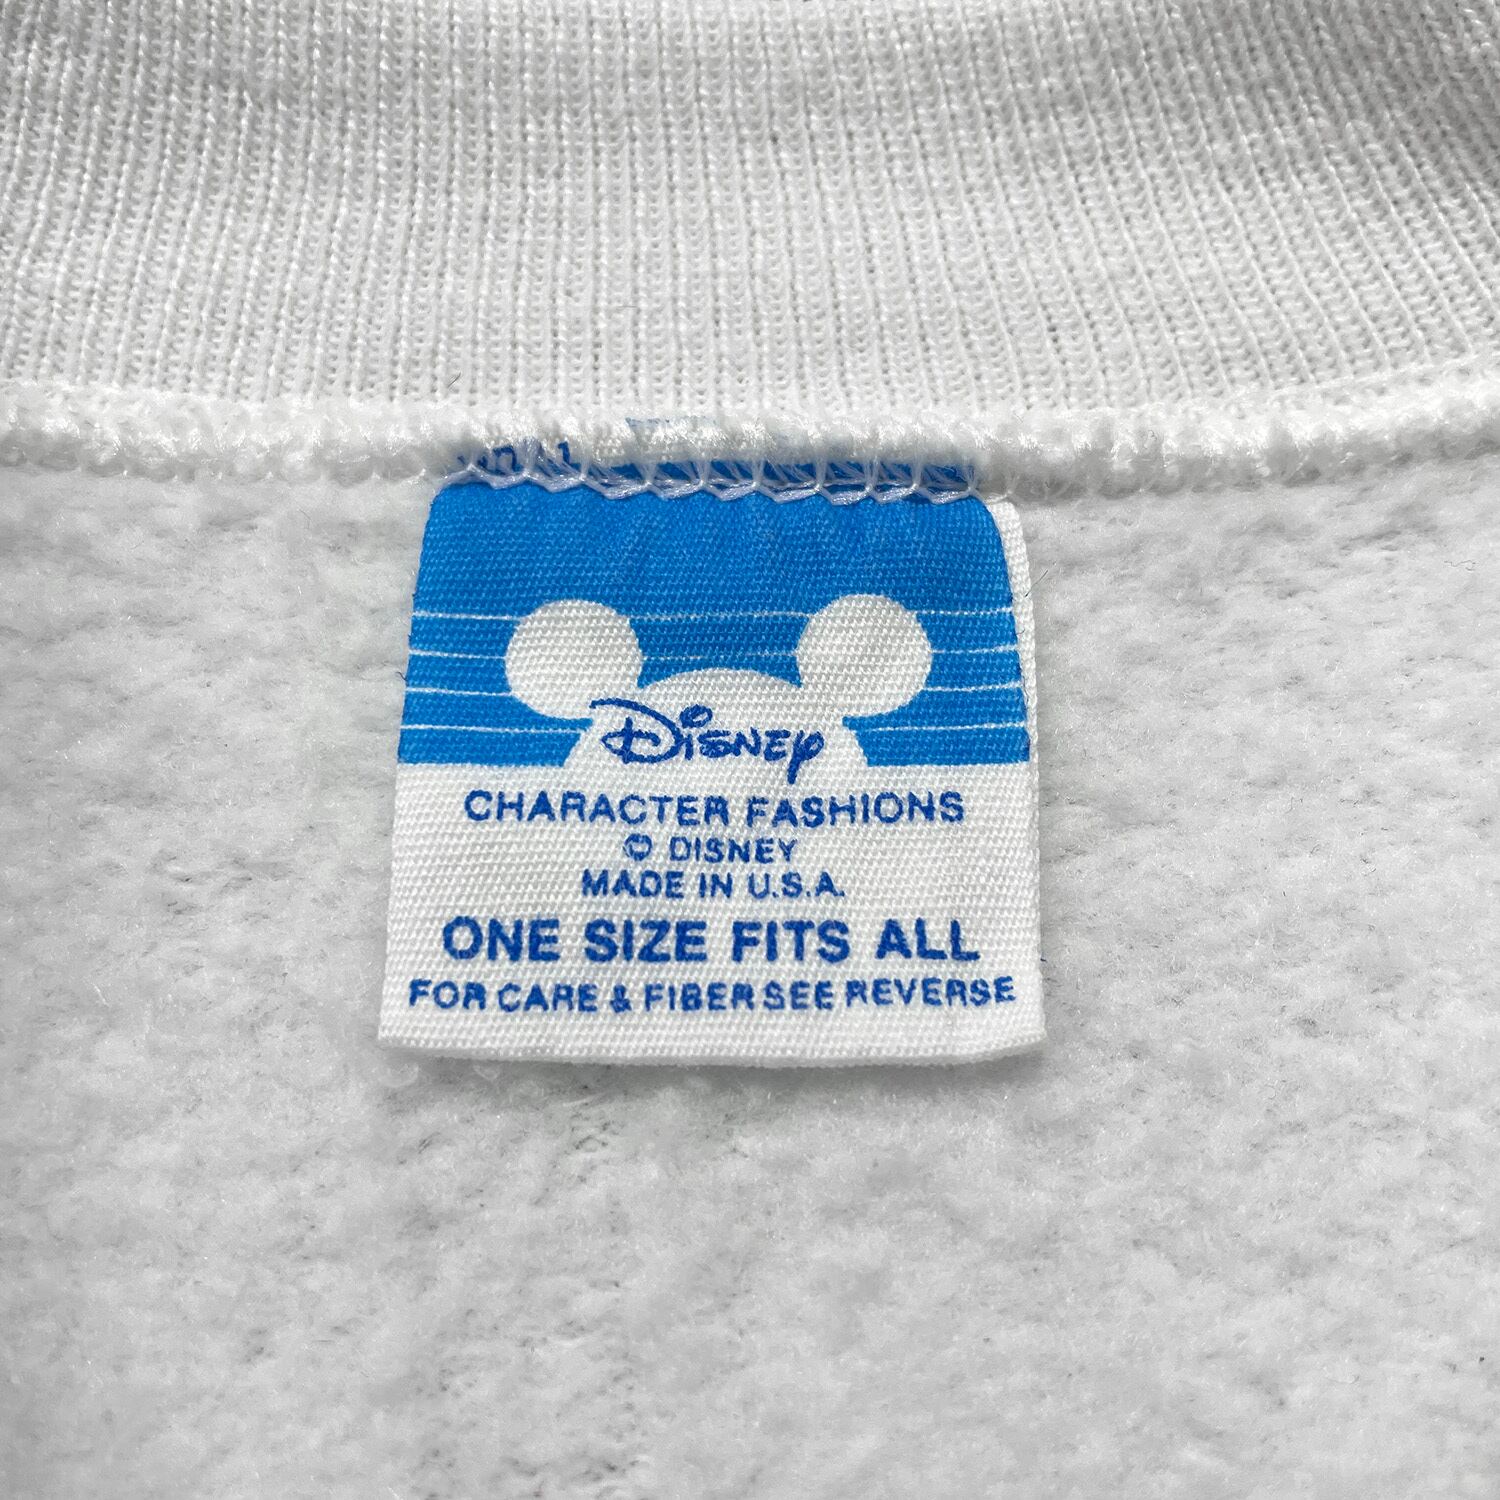 Disney
CHARACTER FASHIONS
© DISNEY
MADE IN U.S.A.
ONE SIZE FITS ALL
FOR CARE & FIBER SEE REVERSE